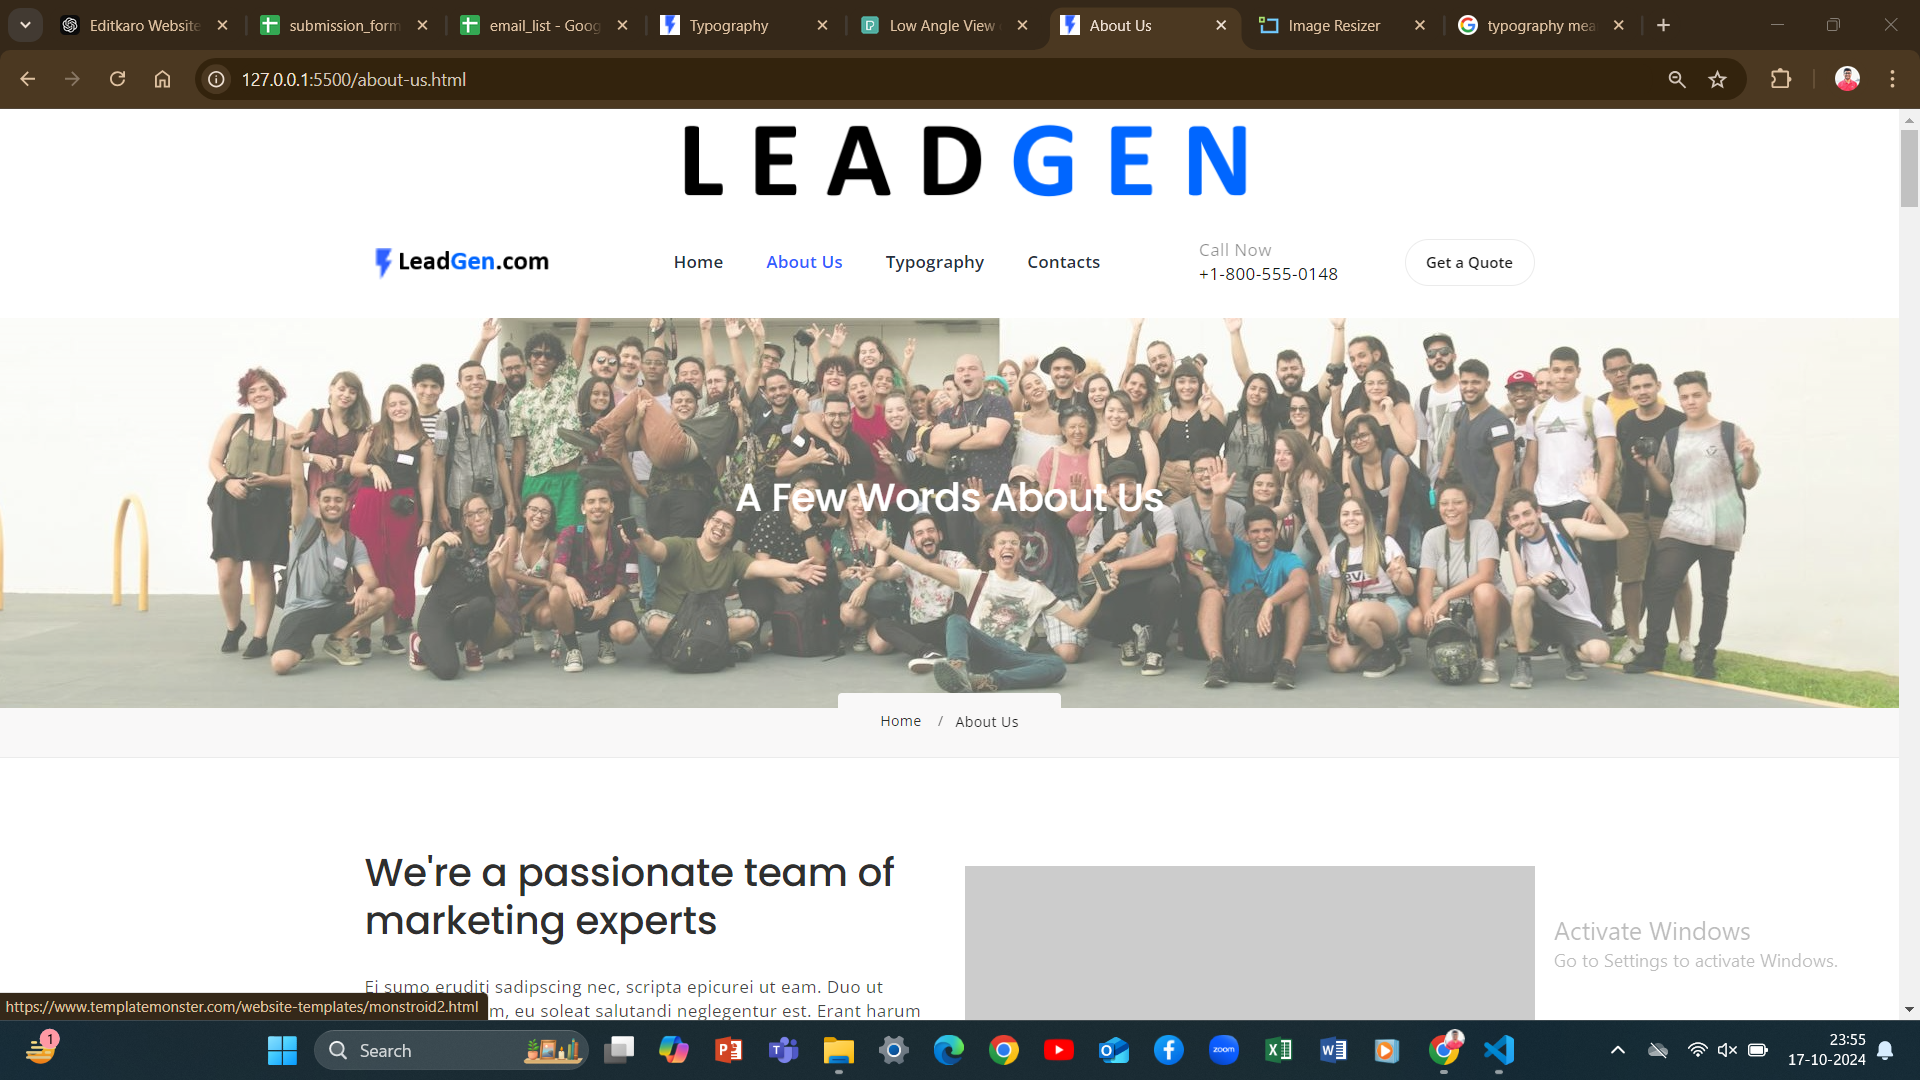 Editkaro Website
submission_form
email_list - Goog
Typography
Low Angle View
About Us
Image Resizer
typography mea
127.0.0.1:5500/about-us.html
LEADGEN
LeadGen.com
Home
About Us
Typography
Contacts
Call Now
+1-800-555-0148
Get a Quote
A Few Words About Us
Home / About Us
We're a passionate team of
marketing experts
Ei sumo eruditi sadipscing nec, scripta epicurei ut eam. Duo ut
m, eu soleat salutandi neglegentur est. Erant harum
Activate Windows
Go to Settings to activate Windows.
https://www.templatemonster.com/website-templates/monstroid2.html
1
Search
zoom
23:55
17-10-2024